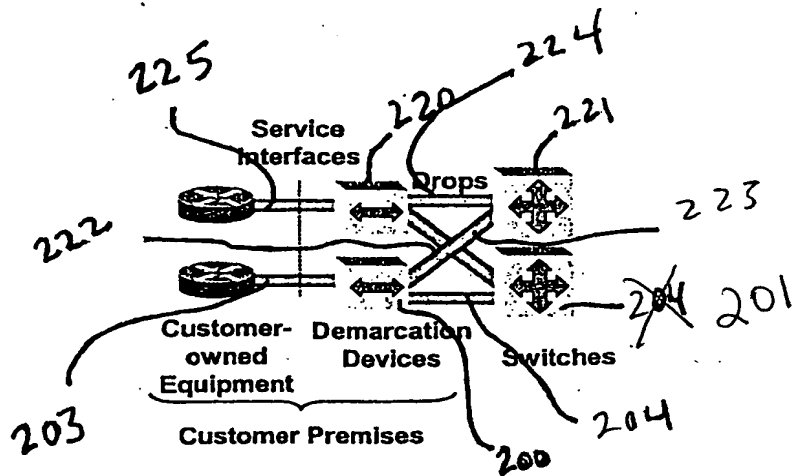 225
224
220
221
Service
Interfaces
Drops
223
222
204 201
Customer-
owned
Equipment
Demarcation
Devices
Switches
203
Customer Premises
200
204